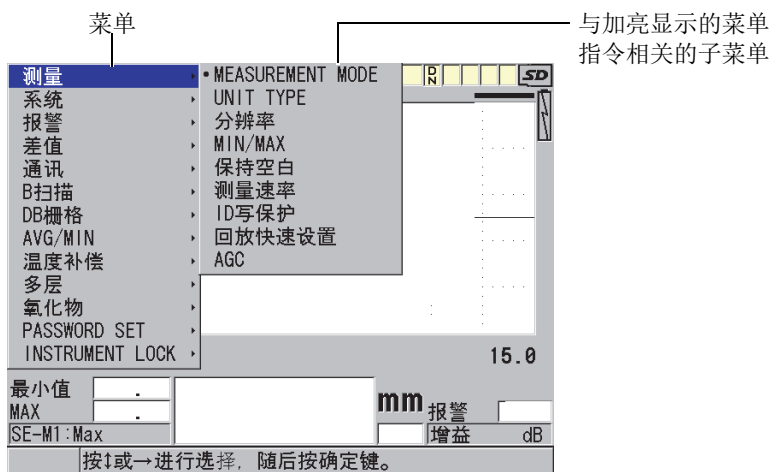 菜单
与加亮显示的菜单
指令相关的子菜单
测量
系统
报警
差值
通讯
B扫描
DB栅格
AVG/MIN
温度补偿
多层
氧化物
PASSWORD SET
INSTRUMENT LOCK
•MEASUREMENT MODE
UNIT TYPE
分辨率
MIN/MAX
保持空白
测量速率
ID写保护
回放快速设置
AGC
DN
SD
15.0
最小值 .
MAX .
mm
报警
SE-M1:Max
增益 dB
按↕或→进行选择, 随后按确定键。